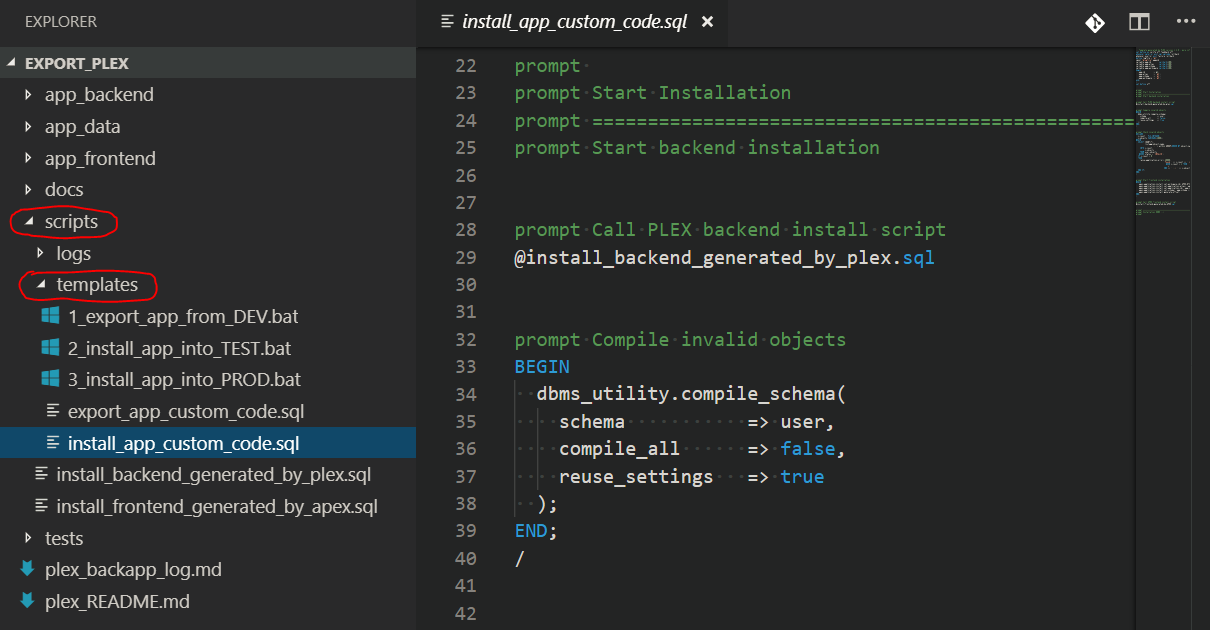 EXPLORER
EXPORT_PLEX
app_backend
app_data
app_frontend
docs
scripts
logs
templates
1_export_app_from_DEV.bat
2_install_app_into_TEST.bat
3_install_app_into_PROD.bat
export_app_custom_code.sql
install_app_custom_code.sql
install_backend_generated_by_plex.sql
install_frontend_generated_by_apex.sql
tests
plex_backapp_log.md
plex_README.md
install_app_custom_code.sql
22 prompt
23 prompt Start Installation
24 prompt =================================================
25 prompt Start backend installation
26
27
28 prompt Call PLEX backend install script
29 @install_backend_generated_by_plex.sql
30
31
32 prompt Compile invalid objects
33 BEGIN
34 dbms_utility.compile_schema(
35 schema => user,
36 compile_all => false,
37 reuse_settings => true
38 );
39 END;
40 /
41
42